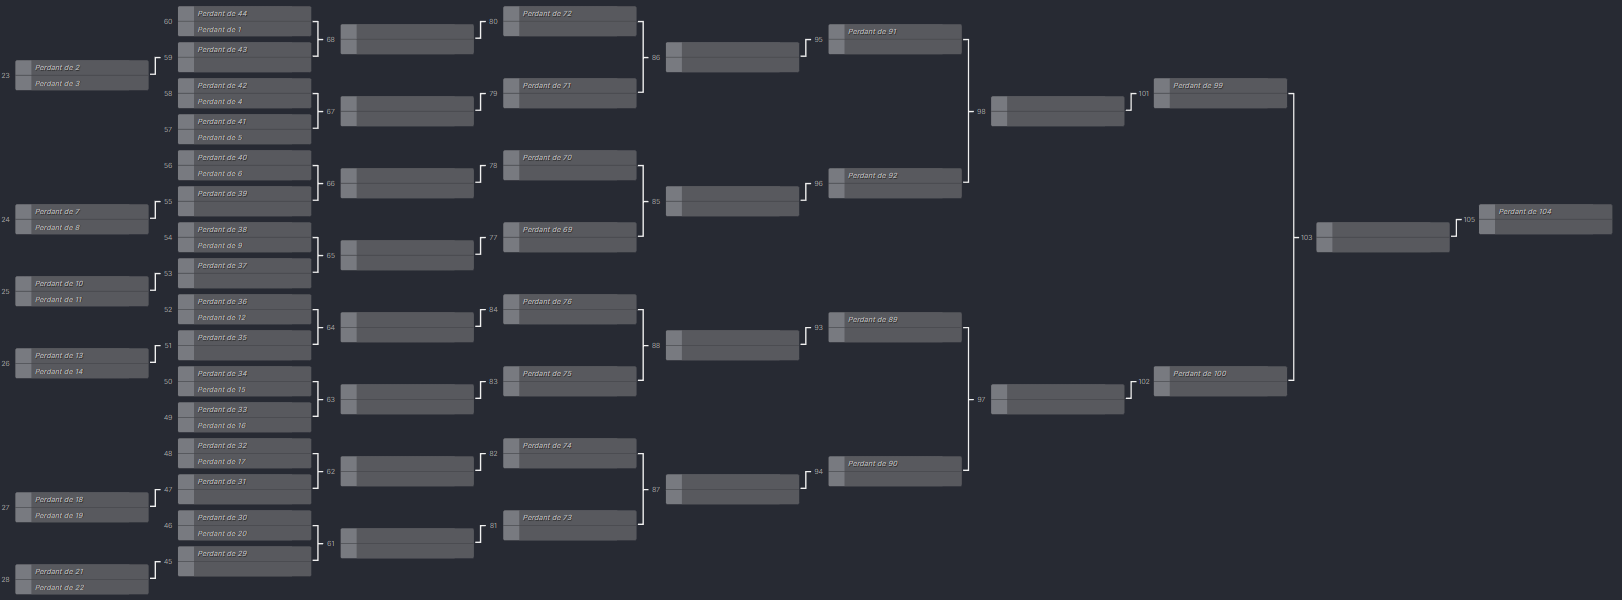 23
Perdant de 2
Perdant de 3
24
Perdant de 7
Perdant de 8
25
Perdant de 10
Perdant de 11
26
Perdant de 13
Perdant de 14
27
Perdant de 18
Perdant de 19
28
Perdant de 21
Perdant de 22
60
Perdant de 44
Perdant de 1
59
Perdant de 43
58
Perdant de 42
Perdant de 4
57
Perdant de 41
Perdant de 5
56
Perdant de 40
Perdant de 6
55
Perdant de 39
54
Perdant de 38
Perdant de 9
53
Perdant de 37
52
Perdant de 36
Perdant de 12
51
Perdant de 35
50
Perdant de 34
Perdant de 15
49
Perdant de 33
Perdant de 16
48
Perdant de 32
Perdant de 17
47
Perdant de 31
46
Perdant de 30
Perdant de 20
45
Perdant de 29
68
67
66
65
64
63
62
61
80
Perdant de 72
79
Perdant de 71
78
Perdant de 70
77
Perdant de 69
84
Perdant de 76
83
Perdant de 75
82
Perdant de 74
81
Perdant de 73
86
85
88
87
95
Perdant de 91
96
Perdant de 92
93
Perdant de 89
94
Perdant de 90
98
97
101
Perdant de 99
102
Perdant de 100
103
105
Perdant de 104